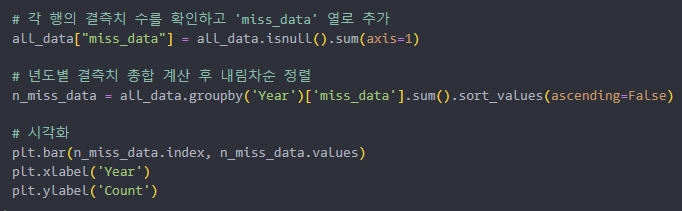 # 각 행의 결측치 수를 확인하고 'miss_data' 열로 추가
all_data["miss_data"] = all_data.isnull().sum(axis=1)
# 년도별 결측치 종합 계산 후 내림차순 정렬
n_miss_data = all_data.groupby('Year')['miss_data'].sum().sort_values(ascending=False)
# 시각화
plt.bar(n_miss_data.index, n_miss_data.values)
plt.xlabel('Year')
plt.ylabel('Count')